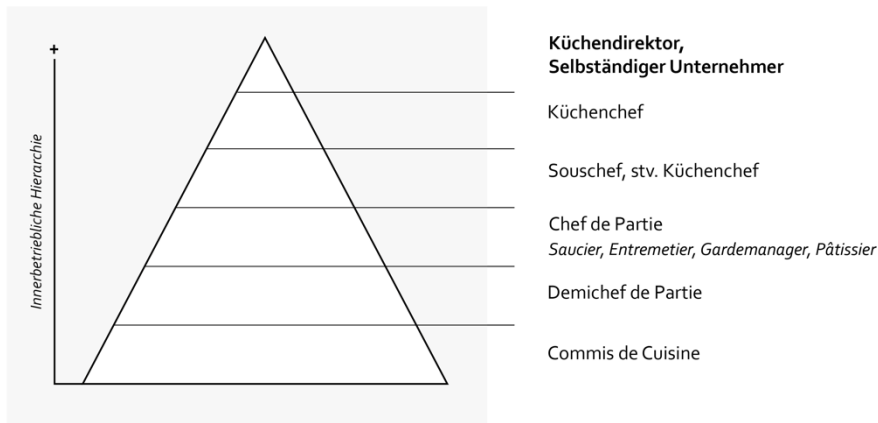 +
Innerbetriebliche Hierarchie
Küchendirektor,
Selbständiger Unternehmer
Küchenchef
Souschef, stv. Küchenchef
Chef de Partie
Saucier, Entremetier, Gardemanager, Pâtissier
Demichef de Partie
Commis de Cuisine